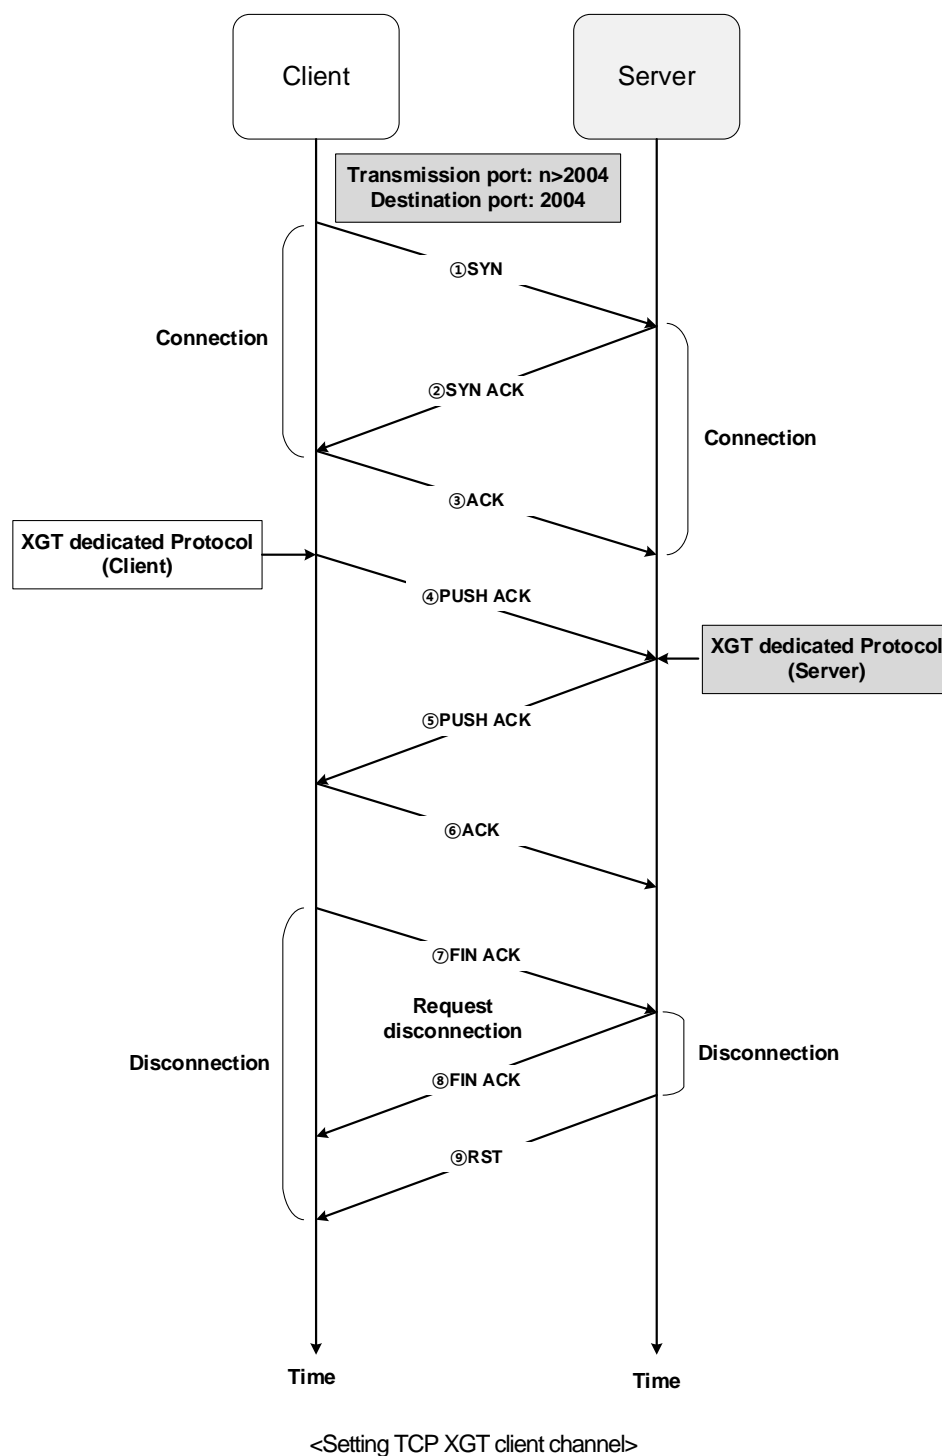 Client
Server
Transmission port: n>2004
Destination port: 2004
①SYN
Connection
②SYN ACK
Connection
③ACK
XGT dedicated Protocol
(Client)
④PUSH ACK
XGT dedicated Protocol
(Server)
⑤PUSH ACK
⑥ACK
⑦FIN ACK
Request
disconnection
Disconnection
Disconnection
⑧FIN ACK
⑨RST
Time
Time
<Setting TCP XGT client channel>